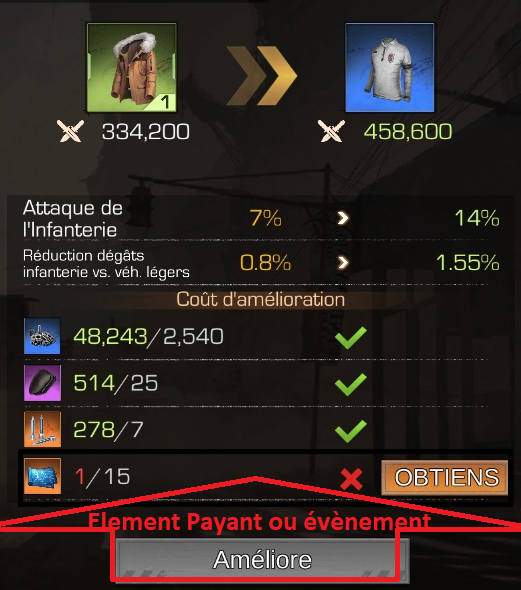 1
334,200
458,600
Attaque de
l'Infanterie
7%
14%
Réduction dégâts
infanterie vs. véh. légers
0.8%
1.55%
Coût d'amélioration
48,243/2,540
514/25
278/7
1/15
OBTIENS
Element Payant ou évènement
Améliore